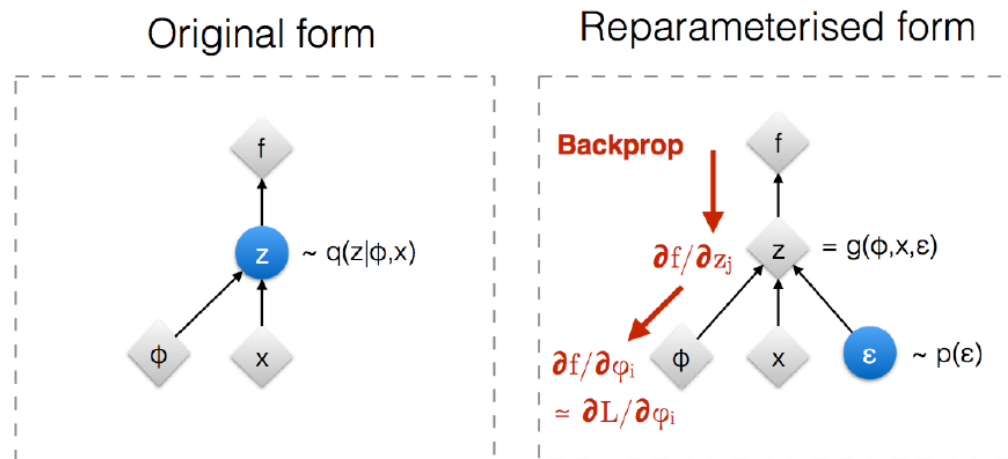 Original form
f
z
~ q(z|ϕ,x)
ϕ
x
Reparameterised form
Backprop
f
∂f/∂zⱼ
z
= g(ϕ,x,ε)
∂f/∂φᵢ
≃ ∂L/∂φᵢ
ϕ
x
ε
~ p(ε)